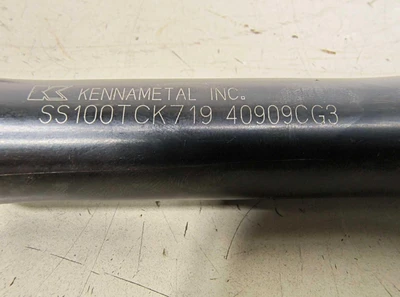 KENNAMETAL INC.
SS100TCK719 40909CG3